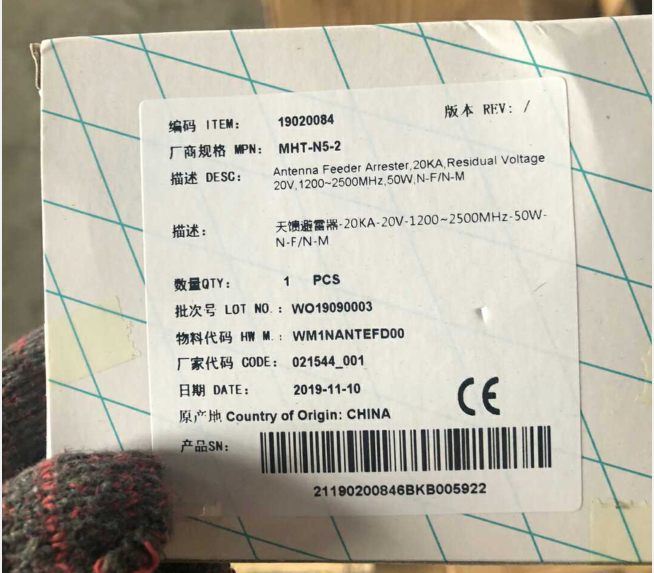 编码 ITEM: 19020084 版本 REV: /
厂商规格 MPN: MHT-N5-2
描述 DESC: Antenna Feeder Arrester,20KA,Residual Voltage
20V,1200~2500MHz,50W,N-F/N-M
描述: 天馈避雷器-20KA-20V-1200~2500MHz-50W-
N-F/N-M
数量QTY: 1 PCS
批次号 LOT NO.: WO19090003
物料代码 HW M.: WM1NANTEFD00
厂家代码 CODE: 021544_001
日期 DATE: 2019-11-10
CE
原产地 Country of Origin: CHINA
产品SN:
21190200846BKB005922